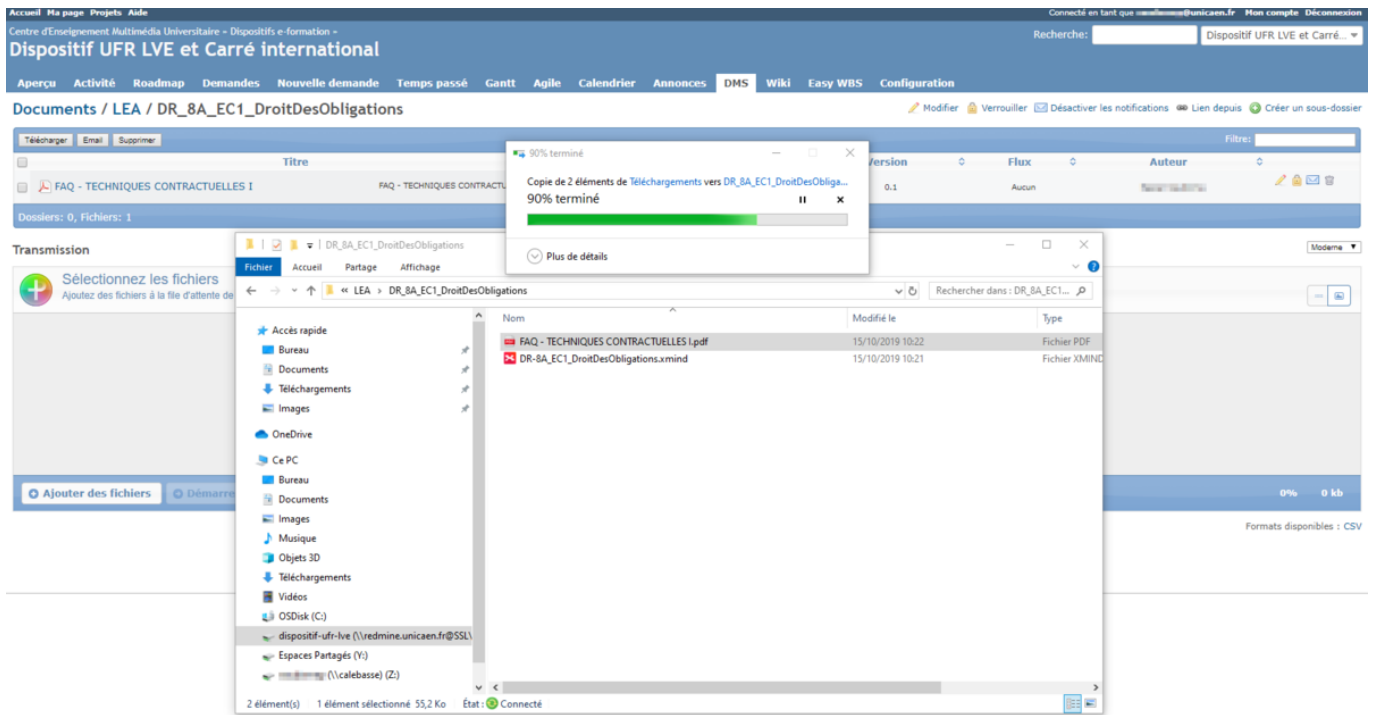 Accueil Ma page Projets Aide
Connecté en tant que @unicaen.fr Mon compte Déconnexion
Centre d'Enseignement Multimédia Universitaire - Dispositifs e-formation -
Dispositif UFR LVE et Carré international
Recherche:
Dispositif UFR LVE et Carré...
Aperçu Activité Roadmap Demandes Nouvelle demande Temps passé Gantt Agile Calendrier Annonces DMS Wiki Easy WBS Configuration
Documents / LEA / DR_8A_EC1_DroitDesObligations
Modifier Verrouiller Désactiver les notifications Lien depuis Créer un sous-dossier
Télécharger Email Supprimer
Filtre:
Titre
Version Flux Auteur
FAQ - TECHNIQUES CONTRACTUELLES I
FAQ - TECHNIQUES CONTRACTU
0.1 Aucun
Dossiers: 0, Fichiers: 1
90% terminé
Copie de 2 éléments de Téléchargements vers DR_8A_EC1_DroitDesObliga...
90% terminé
Plus de détails
Transmission
Moderne
Sélectionnez les fichiers
Ajoutez des fichiers à la file d'attente de
Ajouter des fichiers
Démarre
0% 0 kb
Formats disponibles : CSV
DR_8A_EC1_DroitDesObligations
Fichier Accueil Partage Affichage
« LEA > DR_8A_EC1_DroitDesObligations
Rechercher dans : DR_8A_EC1...
Nom Modifié le Type
FAQ - TECHNIQUES CONTRACTUELLES I.pdf 15/10/2019 10:22 Fichier PDF
DR-8A_EC1_DroitDesObligations.xmind 15/10/2019 10:21 Fichier XMIND
Accès rapide
Bureau
Documents
Téléchargements
Images
OneDrive
Ce PC
Bureau
Documents
Images
Musique
Objets 3D
Téléchargements
Vidéos
OSDisk (C:)
dispositif-ufr-lve (\\redmine.unicaen.fr@SSL\
Espaces Partagés (Y:)
(\\calebasse) (Z:)
2 élément(s) 1 élément sélectionné 55,2 Ko État : Connecté